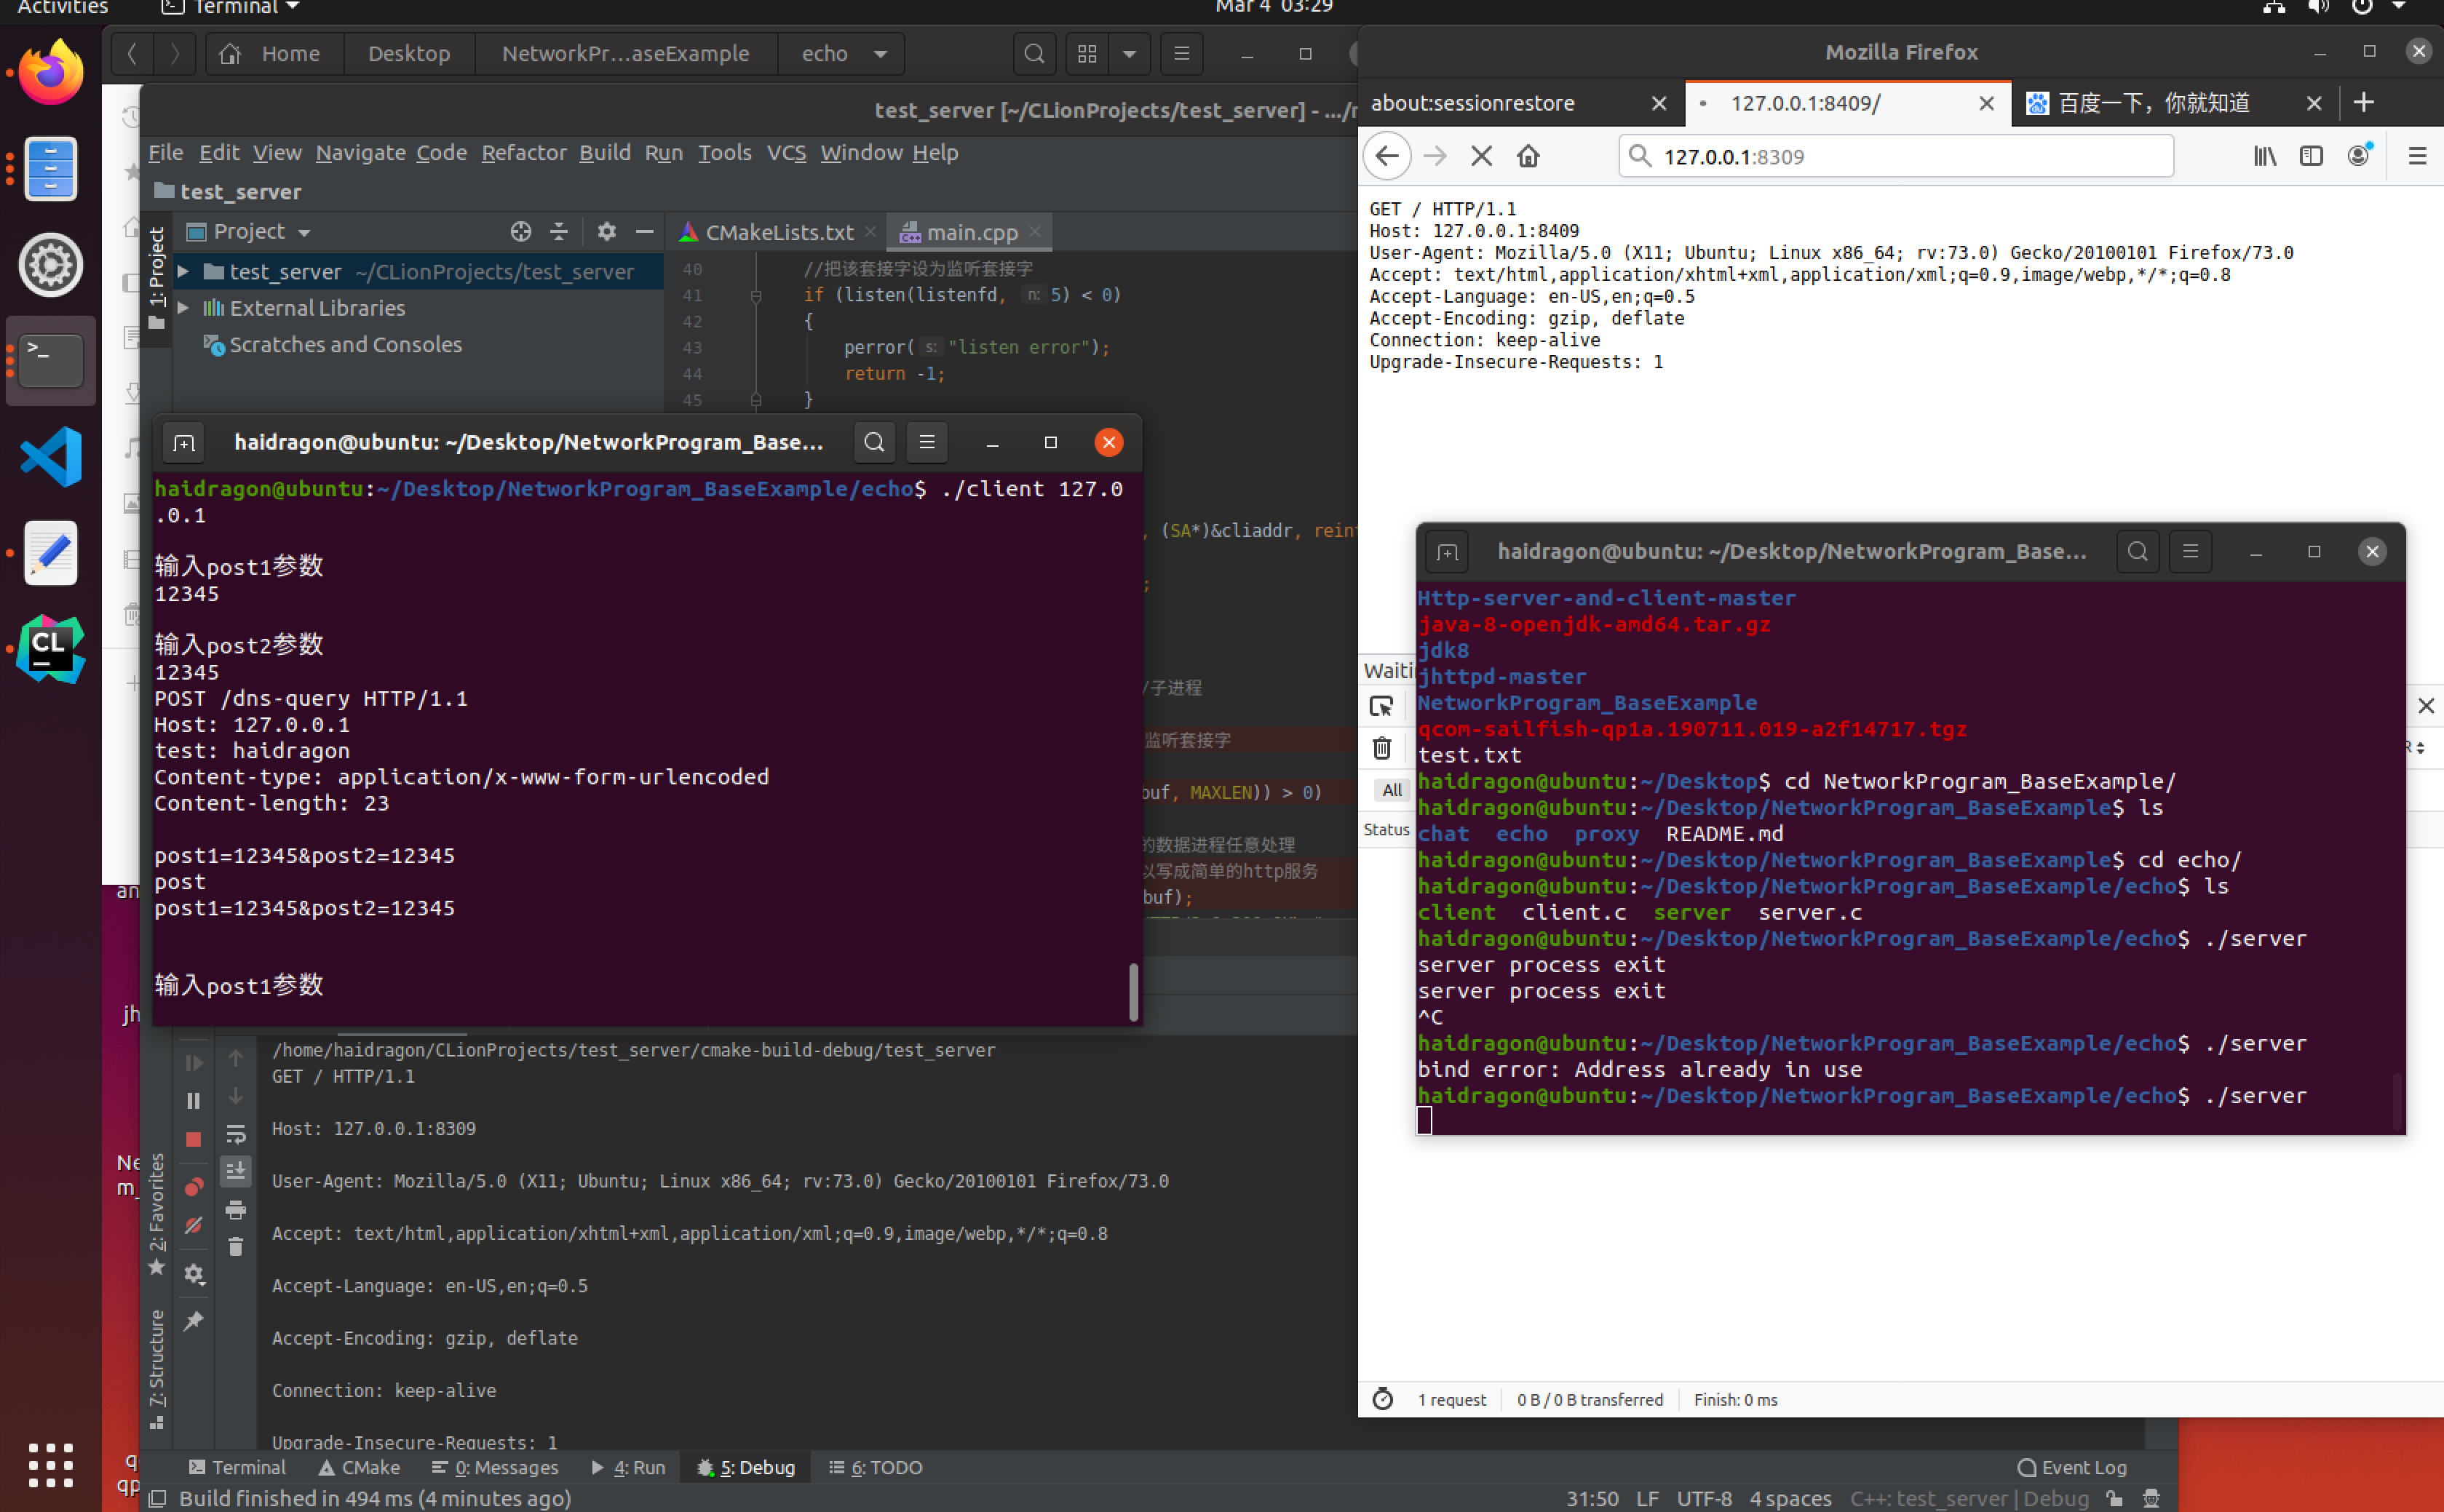 Activities
Terminal
Mar 4 03:29
Home
Desktop
NetworkPr…aseExample
echo
test_server [~/CLionProjects/test_server] - …/
File Edit View Navigate Code Refactor Build Run Tools VCS Window Help
test_server
1: Project
Project
CMakeLists.txt
main.cpp
test_server ~/CLionProjects/test_server
External Libraries
Scratches and Consoles
40 //把该套接字设为监听套接字
41 if (listen(listenfd, n: 5) < 0)
42 {
43 perror( s: "listen error");
44 return -1;
45 }
, (SA*)&cliaddr, rein
;
/子进程
监听套接字
buf, MAXLEN)) > 0)
的数据进程任意处理
以写成简单的http服务
buf);
haidragon@ubuntu: ~/Desktop/NetworkProgram_Base…
haidragon@ubuntu:~/Desktop/NetworkProgram_BaseExample/echo$ ./client 127.0
.0.1
输入post1参数
12345
输入post2参数
12345
POST /dns-query HTTP/1.1
Host: 127.0.0.1
test: haidragon
Content-type: application/x-www-form-urlencoded
Content-length: 23
post1=12345&post2=12345
post
post1=12345&post2=12345
输入post1参数
an
jh
Ne
m_
q
qp
2: Favorites
7: Structure
/home/haidragon/CLionProjects/test_server/cmake-build-debug/test_server
GET / HTTP/1.1
Host: 127.0.0.1:8309
User-Agent: Mozilla/5.0 (X11; Ubuntu; Linux x86_64; rv:73.0) Gecko/20100101 Firefox/73.0
Accept: text/html,application/xhtml+xml,application/xml;q=0.9,image/webp,*/*;q=0.8
Accept-Language: en-US,en;q=0.5
Accept-Encoding: gzip, deflate
Connection: keep-alive
Upgrade-Insecure-Requests: 1
Terminal
CMake
0: Messages
4: Run
5: Debug
6: TODO
Event Log
Build finished in 494 ms (4 minutes ago)
31:50 LF UTF-8 4 spaces C++: test_server | Debug
Mozilla Firefox
about:sessionrestore
127.0.0.1:8409/
百度一下，你就知道
127.0.0.1:8309
GET / HTTP/1.1
Host: 127.0.0.1:8409
User-Agent: Mozilla/5.0 (X11; Ubuntu; Linux x86_64; rv:73.0) Gecko/20100101 Firefox/73.0
Accept: text/html,application/xhtml+xml,application/xml;q=0.9,image/webp,*/*;q=0.8
Accept-Language: en-US,en;q=0.5
Accept-Encoding: gzip, deflate
Connection: keep-alive
Upgrade-Insecure-Requests: 1
Waiti
All
Status
haidragon@ubuntu: ~/Desktop/NetworkProgram_Base…
Http-server-and-client-master
java-8-openjdk-amd64.tar.gz
jdk8
jhttpd-master
NetworkProgram_BaseExample
qcom-sailfish-qp1a.190711.019-a2f14717.tgz
test.txt
haidragon@ubuntu:~/Desktop$ cd NetworkProgram_BaseExample/
haidragon@ubuntu:~/Desktop/NetworkProgram_BaseExample$ ls
chat echo proxy README.md
haidragon@ubuntu:~/Desktop/NetworkProgram_BaseExample$ cd echo/
haidragon@ubuntu:~/Desktop/NetworkProgram_BaseExample/echo$ ls
client client.c server server.c
haidragon@ubuntu:~/Desktop/NetworkProgram_BaseExample/echo$ ./server
server process exit
server process exit
^C
haidragon@ubuntu:~/Desktop/NetworkProgram_BaseExample/echo$ ./server
bind error: Address already in use
haidragon@ubuntu:~/Desktop/NetworkProgram_BaseExample/echo$ ./server
1 request
0 B / 0 B transferred
Finish: 0 ms